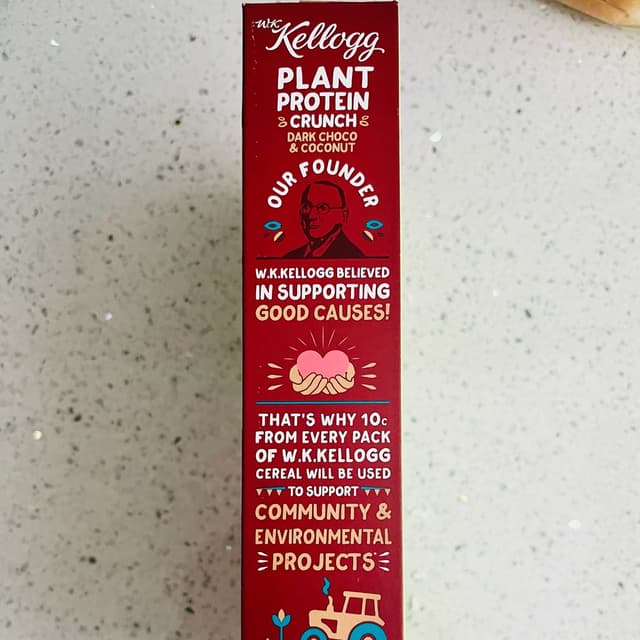 W.K. Kellogg
PLANT
PROTEIN
CRUNCH
DARK CHOCO
& COCONUT
OUR FOUNDER
W.K.KELLOGG BELIEVED
IN SUPPORTING
GOOD CAUSES!
THAT'S WHY 10c
FROM EVERY PACK
OF W.K.KELLOGG
CEREAL WILL BE USED
TO SUPPORT
COMMUNITY &
ENVIRONMENTAL
PROJECTS*